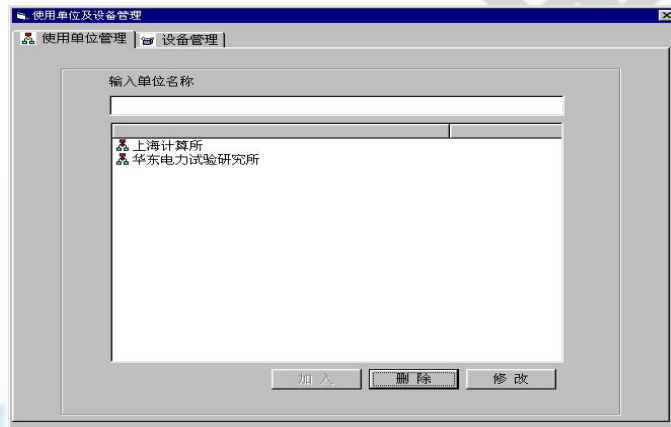 使用单位及设备管理
使用单位管理 设备管理
输入单位名称
上海计算所
华东电力试验研究所
加入 删除 修改